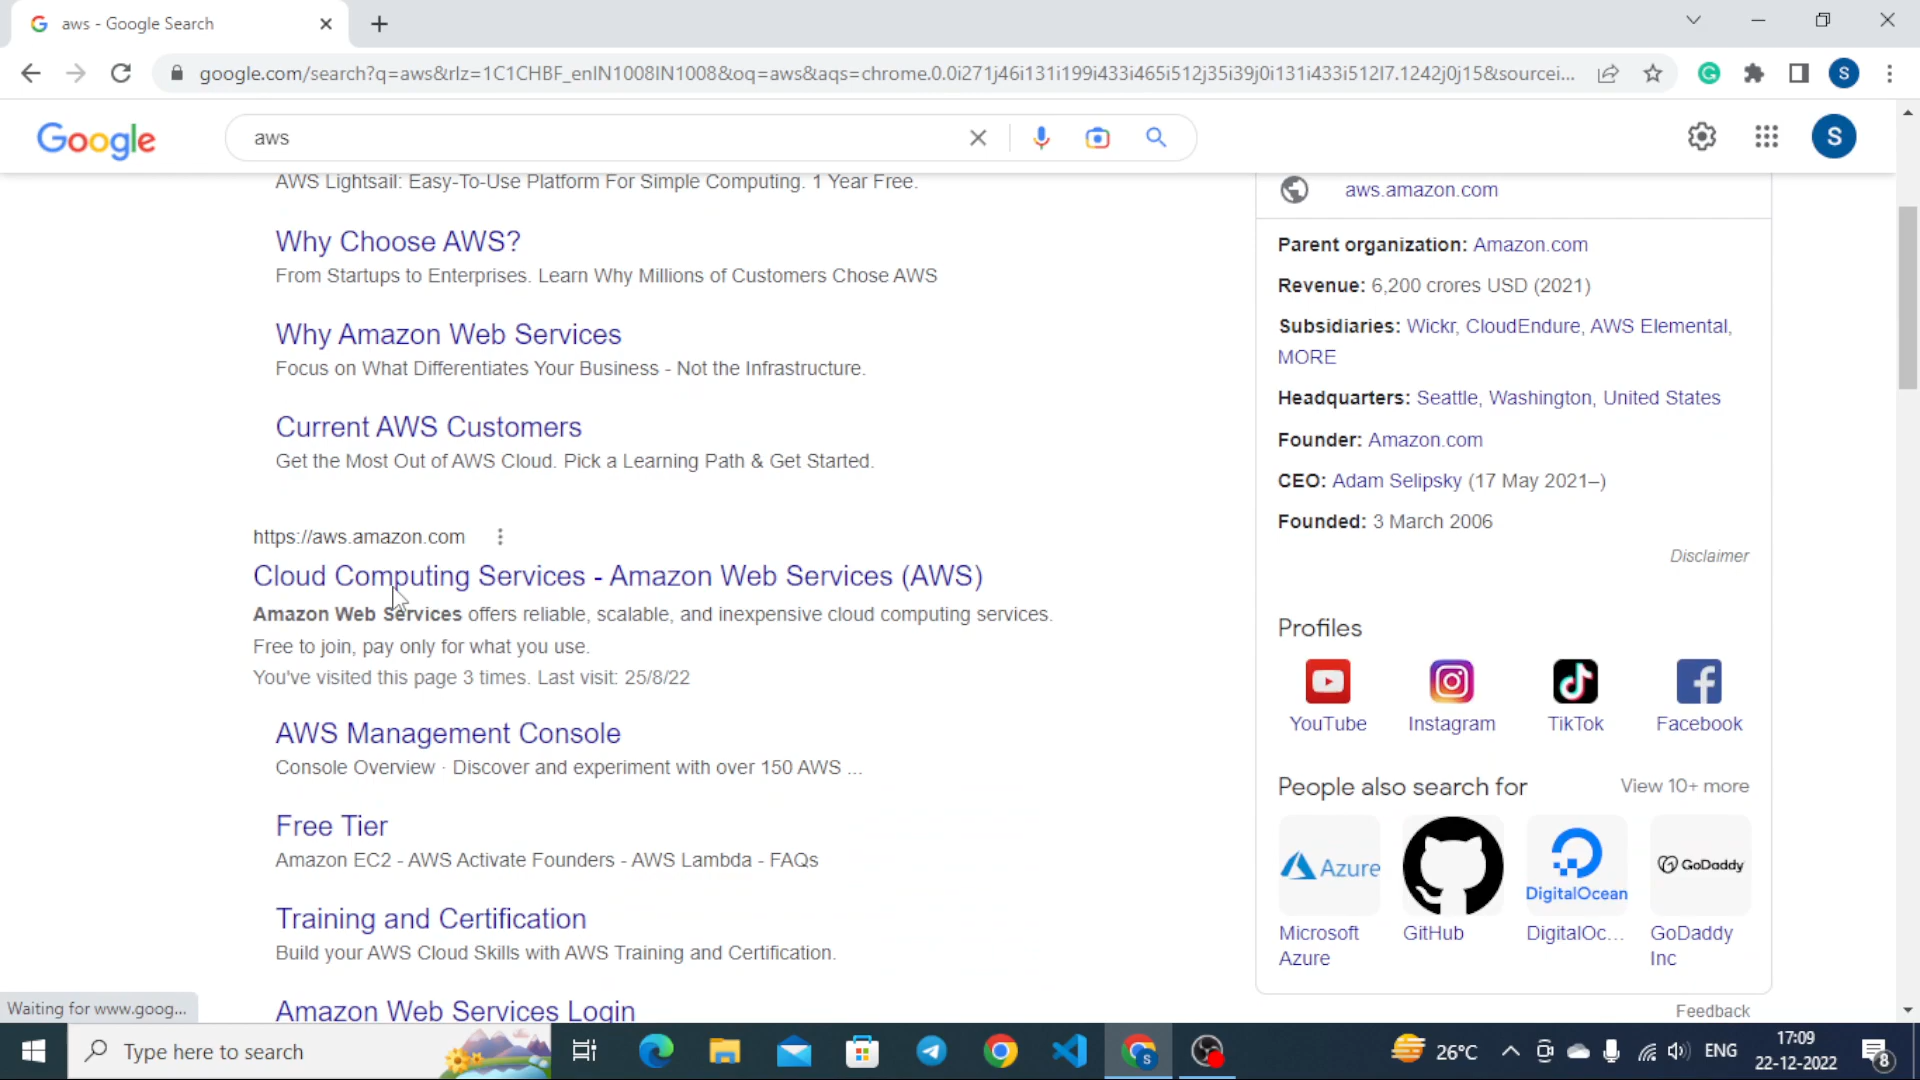 aws - Google Search
google.com/search?q=aws&rlz=1C1CHBF_enIN1008IN1008&oq=aws&aqs=chrome.0.0i271j46i131i199i433i465i512j35i39j0i131i433i512l7.1242j0j15&sourcei...
S
Google
aws
S
AWS Lightsail: Easy-To-Use Platform For Simple Computing. 1 Year Free.
Why Choose AWS?
From Startups to Enterprises. Learn Why Millions of Customers Chose AWS
Why Amazon Web Services
Focus on What Differentiates Your Business - Not the Infrastructure.
Current AWS Customers
Get the Most Out of AWS Cloud. Pick a Learning Path & Get Started.
https://aws.amazon.com
Cloud Computing Services - Amazon Web Services (AWS)
Amazon Web Services offers reliable, scalable, and inexpensive cloud computing services.
Free to join, pay only for what you use.
You've visited this page 3 times. Last visit: 25/8/22
AWS Management Console
Console Overview · Discover and experiment with over 150 AWS ...
Free Tier
Amazon EC2 - AWS Activate Founders - AWS Lambda - FAQs
Training and Certification
Build your AWS Cloud Skills with AWS Training and Certification.
Amazon Web Services Login
aws.amazon.com
Parent organization: Amazon.com
Revenue: 6,200 crores USD (2021)
Subsidiaries: Wickr, CloudEndure, AWS Elemental,
MORE
Headquarters: Seattle, Washington, United States
Founder: Amazon.com
CEO: Adam Selipsky (17 May 2021–)
Founded: 3 March 2006
Disclaimer
Profiles
YouTube Instagram TikTok Facebook
People also search for View 10+ more
Azure DigitalOcean GoDaddy
Microsoft GitHub DigitalOc... GoDaddy
Azure Inc
Feedback
Waiting for www.goog...
Type here to search
S
26°C
ENG
17:09
22-12-2022
8